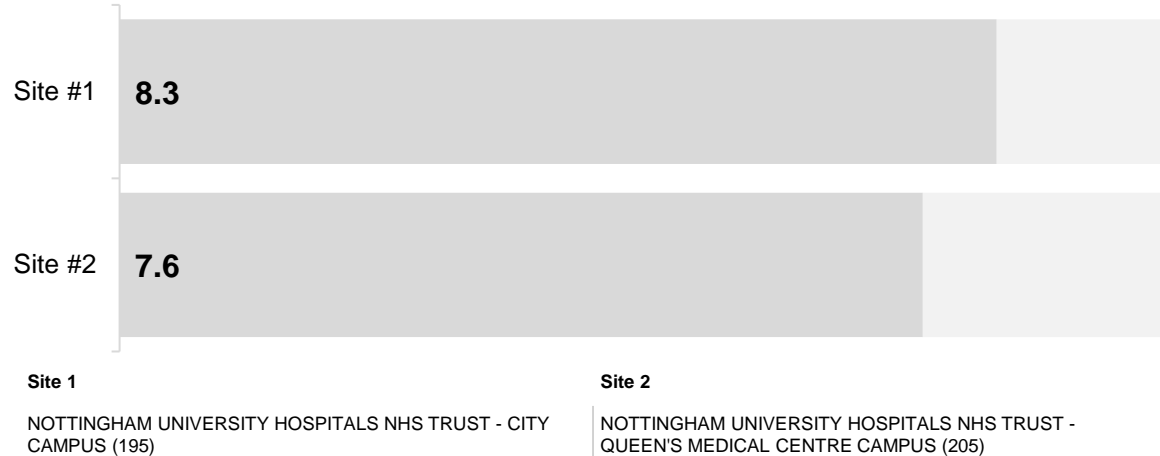 Site #1
8.3
Site #2
7.6
Site 1
NOTTINGHAM UNIVERSITY HOSPITALS NHS TRUST - CITY
CAMPUS (195)
Site 2
NOTTINGHAM UNIVERSITY HOSPITALS NHS TRUST -
QUEEN'S MEDICAL CENTRE CAMPUS (205)